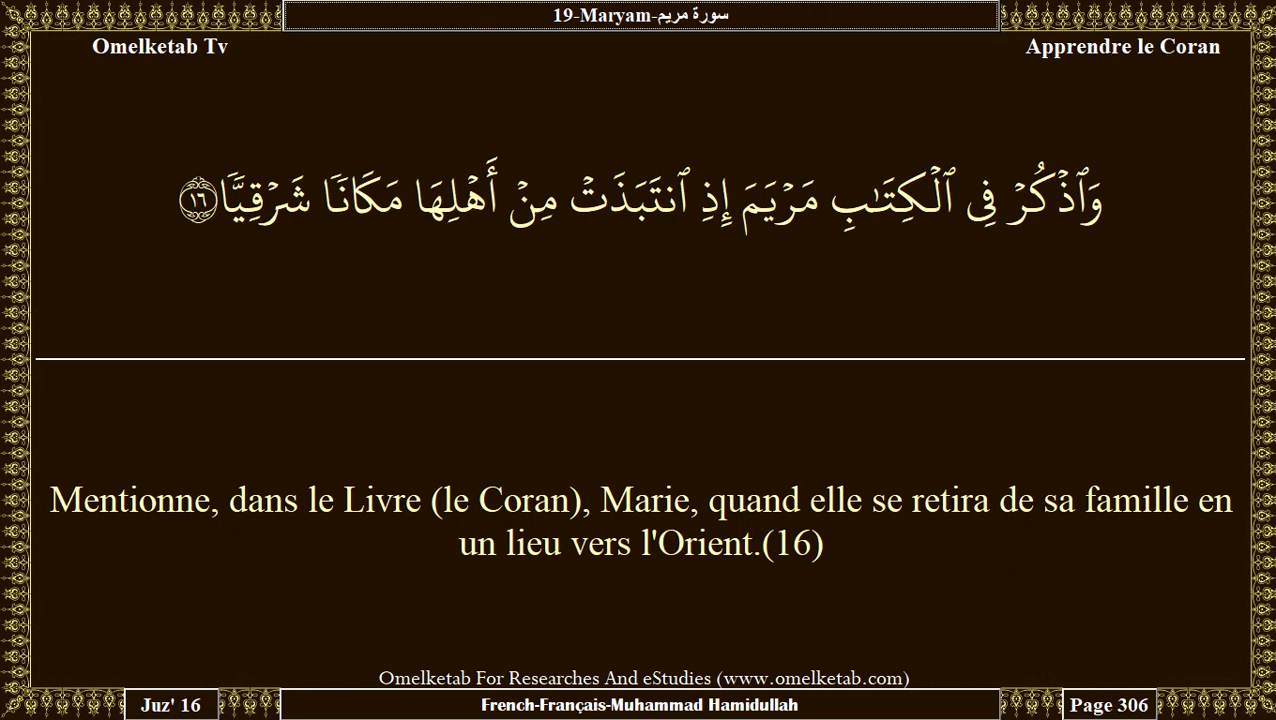 19-Maryam-سورة مريم
Omelketab Tv
Apprendre le Coran
وَٱذۡكُرۡ فِي ٱلۡكِتَٰبِ مَرۡيَمَ إِذِ ٱنتَبَذَتۡ مِنۡ أَهۡلِهَا مَكَانٗا شَرۡقِيّٗا ١٦
Mentionne, dans le Livre (le Coran), Marie, quand elle se retira de sa famille en
un lieu vers l'Orient.(16)
Omelketab For Researches And eStudies (www.omelketab.com)
Juz' 16
French-Français-Muhammad Hamidullah
Page 306